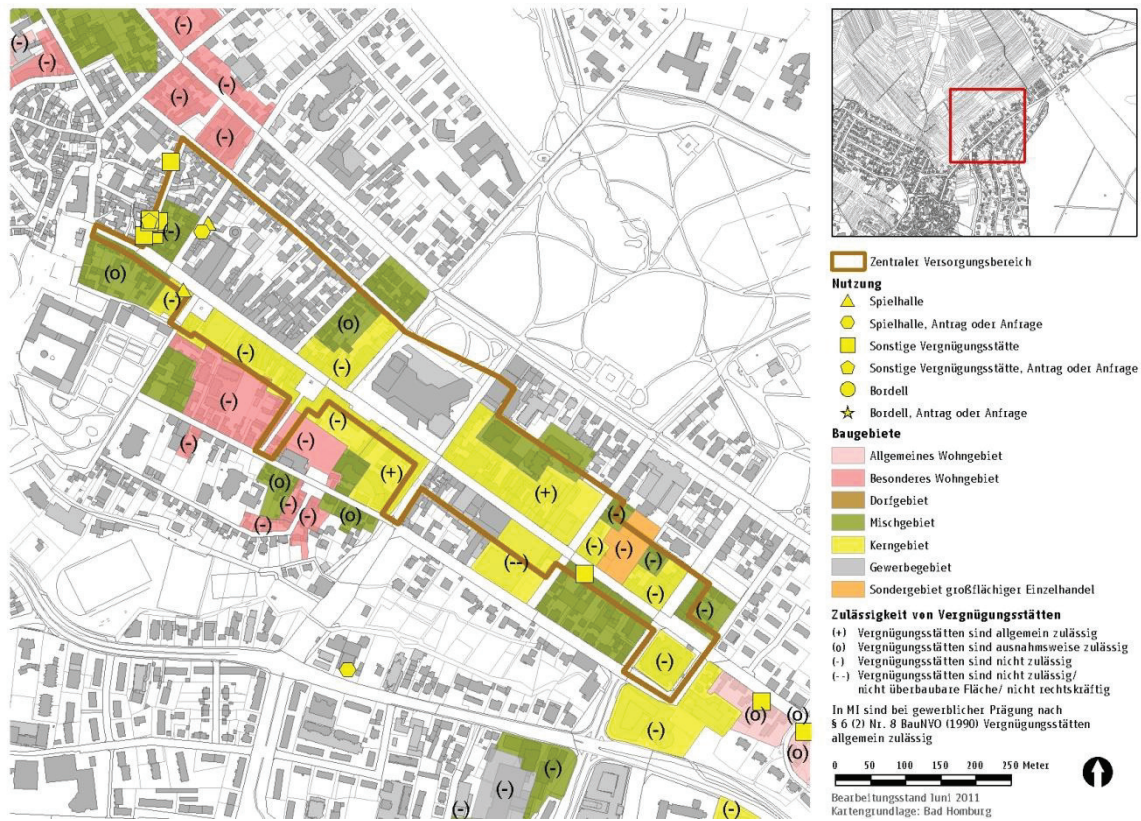 (-)
(-)
(-)
(-)
(-)
(-)
(-)
(o)
(-)
(o)
(-)
(-)
(-)
(-)
(-)
(-)
(+)
(+)
(o)
(-)
(-)
(-)
(o)
(-)
(-)
(-)
(-)
(--)
(-)
(-)
(-)
(o)
(o)
(o)
(-)
(-)
(-)
(-)
(-)
Zentraler Versorgungsbereich
Nutzung
Spielhalle
Spielhalle, Antrag oder Anfrage
Sonstige Vergnügungsstätte
Sonstige Vergnügungsstätte, Antrag oder Anfrage
Bordell
Bordell, Antrag oder Anfrage
Baugebiete
Allgemeines Wohngebiet
Besonderes Wohngebiet
Dorfgebiet
Mischgebiet
Kerngebiet
Gewerbegebiet
Sondergebiet großflächiger Einzelhandel
Zulässigkeit von Vergnügungsstätten
(+) Vergnügungsstätten sind allgemein zulässig
(o) Vergnügungsstätten sind ausnahmsweise zulässig
(-) Vergnügungsstätten sind nicht zulässig
(--) Vergnügungsstätten sind nicht zulässig/
nicht überbaubare Fläche/ nicht rechtskräftig
In MI sind bei gewerblicher Prägung nach
§ 6 (2) Nr. 8 BauNVO (1990) Vergnügungsstätten
allgemein zulässig
0 50 100 150 200 250 Meter
Bearbeitungsstand Juni 2011
Kartengrundlage: Bad Homburg